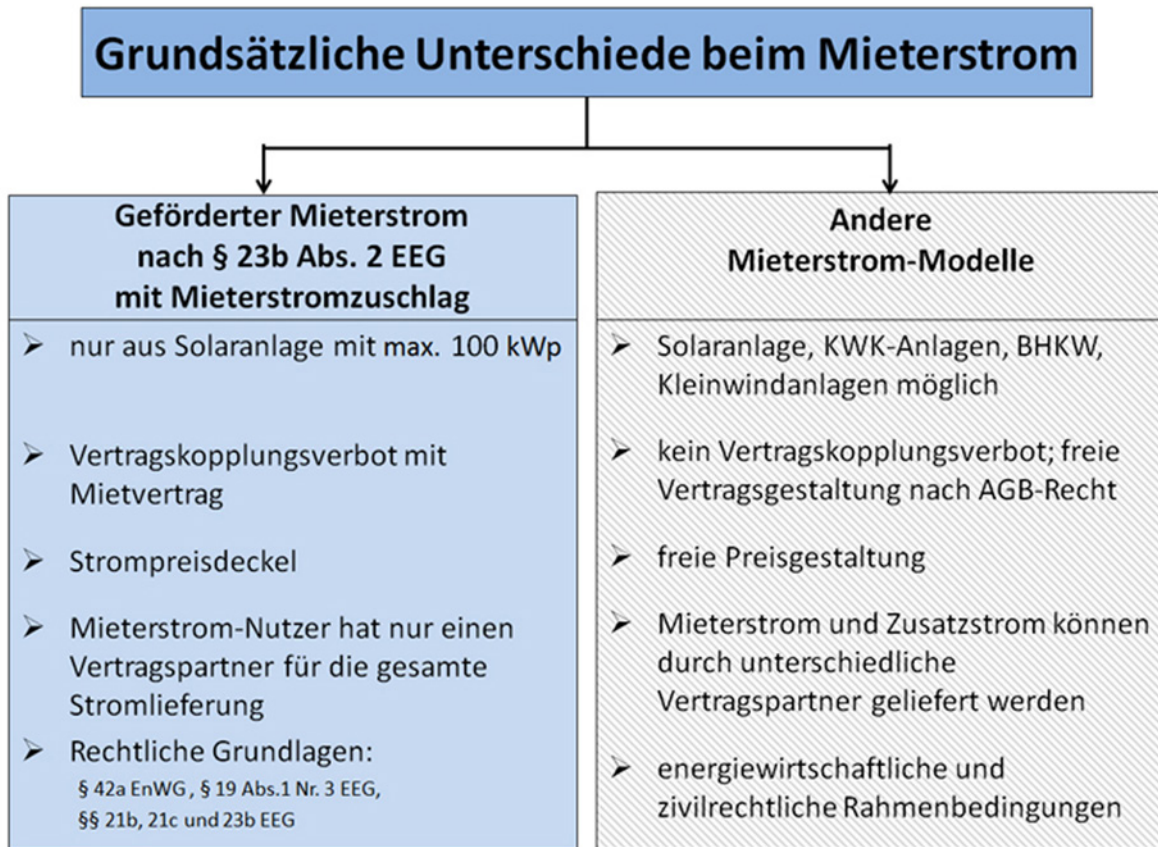 Grundsätzliche Unterschiede beim Mieterstrom
Geförderter Mieterstrom
nach § 23b Abs. 2 EEG
mit Mieterstromzuschlag
➢ nur aus Solaranlage mit max. 100 kWp
➢ Vertragskopplungsverbot mit
Mietvertrag
➢ Strompreisdeckel
➢ Mieterstrom-Nutzer hat nur einen
Vertragspartner für die gesamte
Stromlieferung
➢ Rechtliche Grundlagen:
§ 42a EnWG , § 19 Abs.1 Nr. 3 EEG,
§§ 21b, 21c und 23b EEG
Andere
Mieterstrom-Modelle
➢ Solaranlage, KWK-Anlagen, BHKW,
Kleinwindanlagen möglich
➢ kein Vertragskopplungsverbot; freie
Vertragsgestaltung nach AGB-Recht
➢ freie Preisgestaltung
➢ Mieterstrom und Zusatzstrom können
durch unterschiedliche
Vertragspartner geliefert werden
➢ energiewirtschaftliche und
zivilrechtliche Rahmenbedingungen